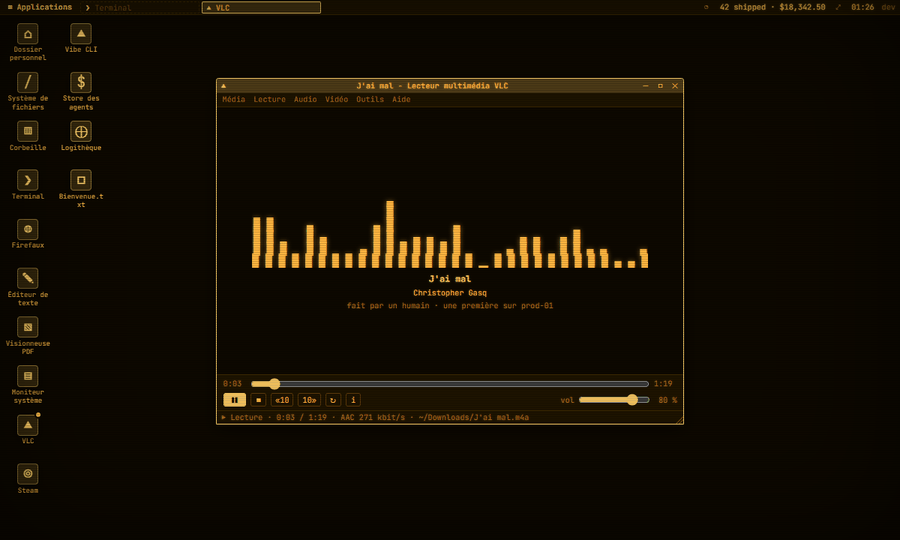 Applications
Terminal
VLC
42 shipped · $18,342.50
01:26
dev
Dossier
personnel
Vibe CLI
Système de
fichiers
$
Store des
agents
Corbeille
Logithèque
Terminal
Bienvenue.t
xt
Firefaux
Éditeur de
texte
Visionneuse
PDF
Moniteur
système
VLC
Steam
J'ai mal - Lecteur multimédia VLC
Média Lecture Audio Vidéo Outils Aide
J'ai mal
Christopher Gasq
fait par un humain · une première sur prod-01
0:03 1:19
«10 10» ↻ i vol 80 %
Lecture · 0:03 / 1:19 · AAC 271 kbit/s · ~/Downloads/J'ai mal.m4a